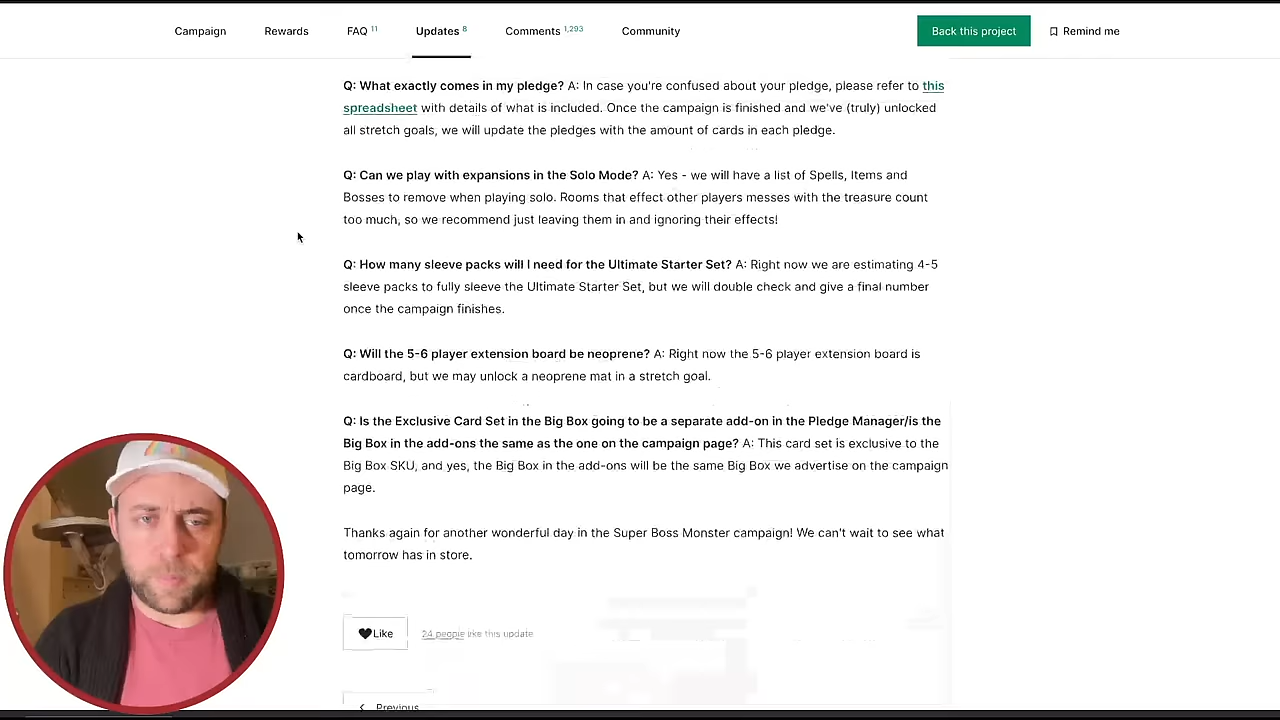 Campaign Rewards FAQ 11 Updates 8 Comments 1,293 Community Back this project Remind me
Q: What exactly comes in my pledge? A: In case you're confused about your pledge, please refer to this
spreadsheet with details of what is included. Once the campaign is finished and we've (truly) unlocked
all stretch goals, we will update the pledges with the amount of cards in each pledge.
Q: Can we play with expansions in the Solo Mode? A: Yes - we will have a list of Spells, Items and
Bosses to remove when playing solo. Rooms that effect other players messes with the treasure count
too much, so we recommend just leaving them in and ignoring their effects!
Q: How many sleeve packs will I need for the Ultimate Starter Set? A: Right now we are estimating 4-5
sleeve packs to fully sleeve the Ultimate Starter Set, but we will double check and give a final number
once the campaign finishes.
Q: Will the 5-6 player extension board be neoprene? A: Right now the 5-6 player extension board is
cardboard, but we may unlock a neoprene mat in a stretch goal.
Q: Is the Exclusive Card Set in the Big Box going to be a separate add-on in the Pledge Manager/is the
Big Box in the add-ons the same as the one on the campaign page? A: This card set is exclusive to the
Big Box SKU, and yes, the Big Box in the add-ons will be the same Big Box we advertise on the campaign
page.
Thanks again for another wonderful day in the Super Boss Monster campaign! We can't wait to see what
tomorrow has in store.
Like 24 people like this update
Previous